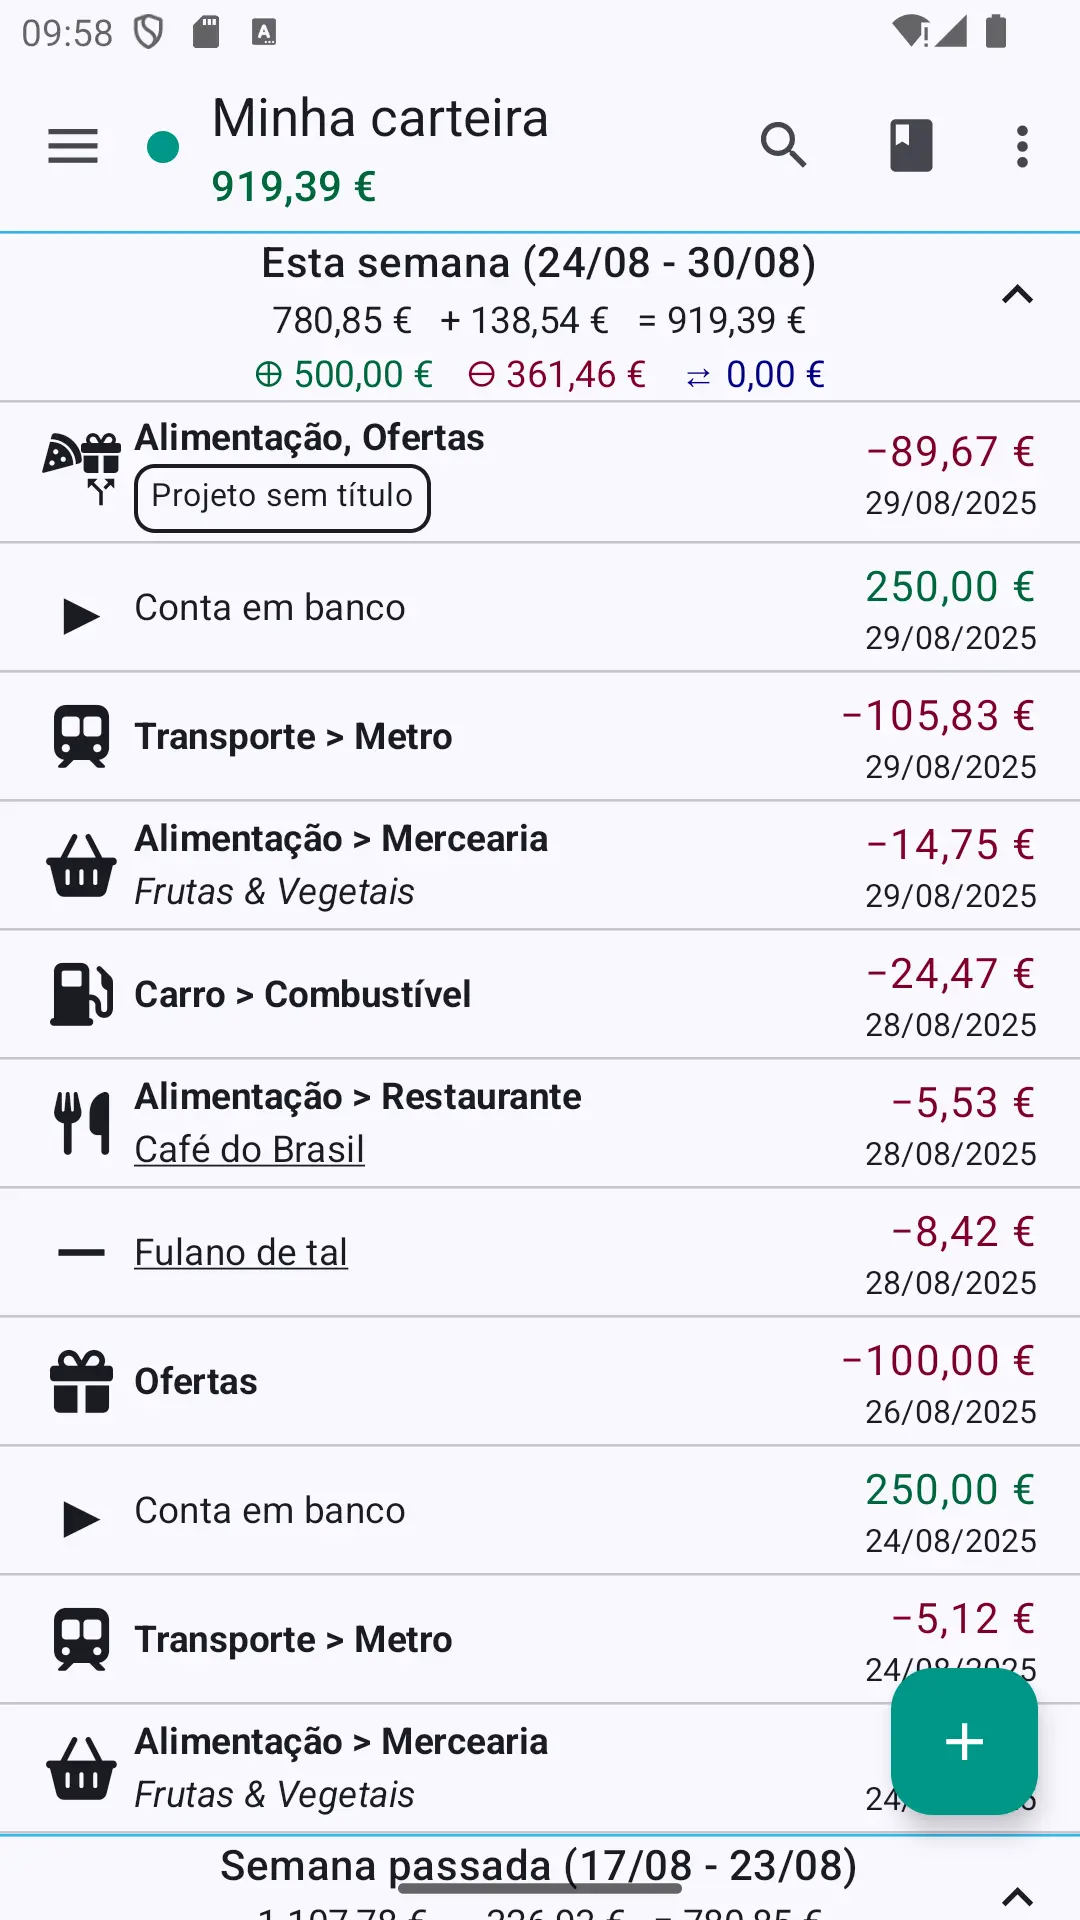 09:58
Minha carteira
919,39 €
Esta semana (24/08 - 30/08)
780,85 € + 138,54 € = 919,39 €
⊕ 500,00 € ⊖ 361,46 € ⇄ 0,00 €
Alimentação, Ofertas
−89,67 €
Projeto sem título
29/08/2025
250,00 €
Conta em banco
29/08/2025
−105,83 €
Transporte > Metro
29/08/2025
Alimentação > Mercearia
−14,75 €
Frutas & Vegetais
29/08/2025
−24,47 €
Carro > Combustível
28/08/2025
Alimentação > Restaurante
−5,53 €
Café do Brasil
28/08/2025
−8,42 €
Fulano de tal
28/08/2025
−100,00 €
Ofertas
26/08/2025
250,00 €
Conta em banco
24/08/2025
−5,12 €
Transporte > Metro
24/08/2025
Alimentação > Mercearia
Frutas & Vegetais
Semana passada (17/08 - 23/08)